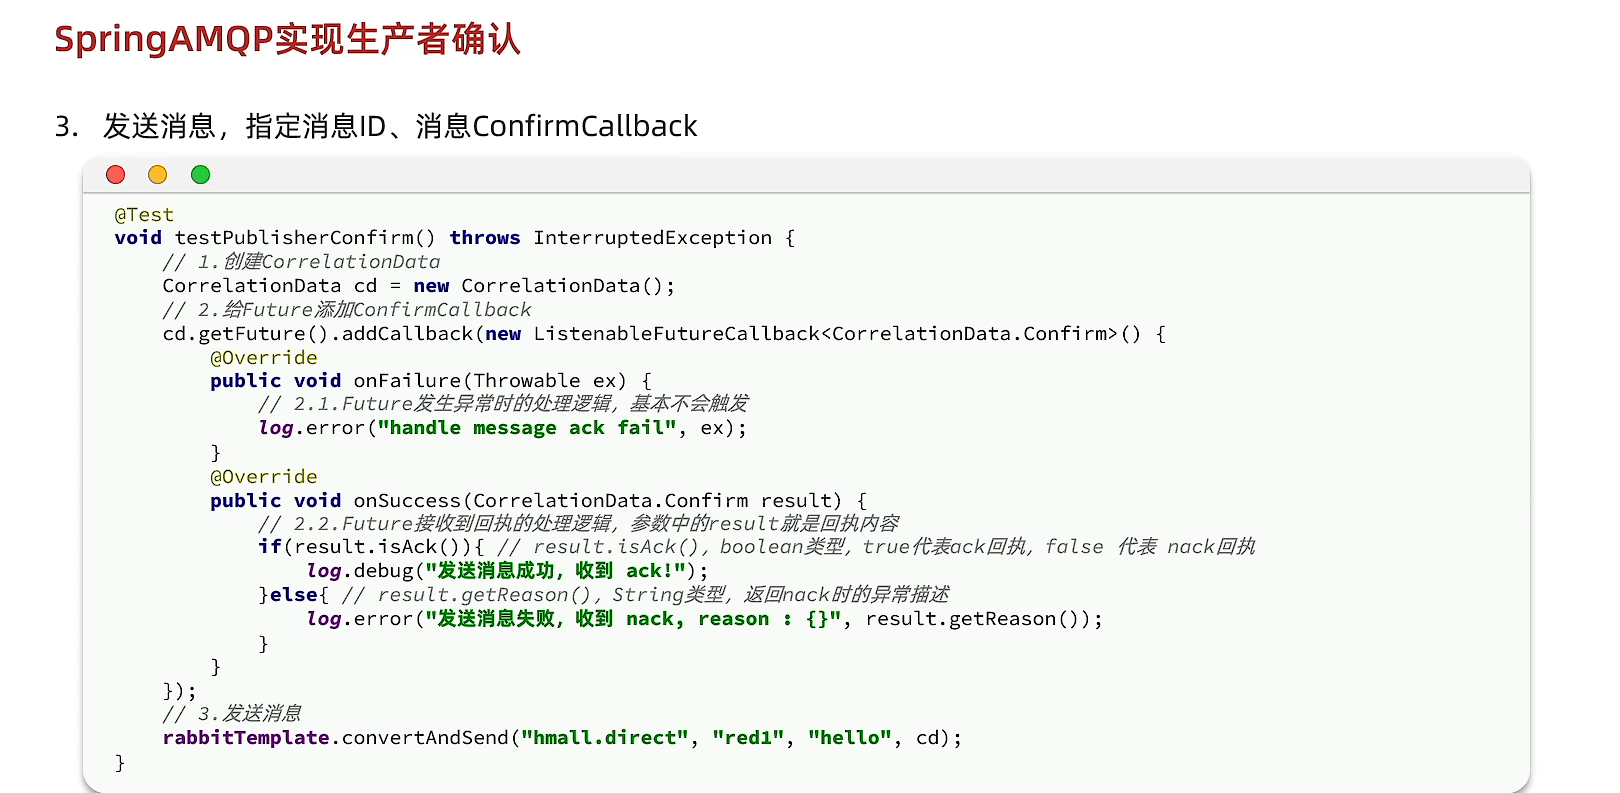 SpringAMQP实现生产者确认
3. 发送消息，指定消息ID、消息ConfirmCallback
@Test
void testPublisherConfirm() throws InterruptedException {
// 1.创建CorrelationData
CorrelationData cd = new CorrelationData();
// 2.给Future添加ConfirmCallback
cd.getFuture().addCallback(new ListenableFutureCallback<CorrelationData.Confirm>() {
@Override
public void onFailure(Throwable ex) {
// 2.1.Future发生异常时的处理逻辑，基本不会触发
log.error("handle message ack fail", ex);
}
@Override
public void onSuccess(CorrelationData.Confirm result) {
// 2.2.Future接收到回执的处理逻辑，参数中的result就是回执内容
if(result.isAck()){ // result.isAck()，boolean类型，true代表ack回执，false 代表 nack回执
log.debug("发送消息成功，收到 ack!");
}else{ // result.getReason()，String类型，返回nack时的异常描述
log.error("发送消息失败，收到 nack, reason : {}", result.getReason());
}
}
});
// 3.发送消息
rabbitTemplate.convertAndSend("hmall.direct", "red1", "hello", cd);
}